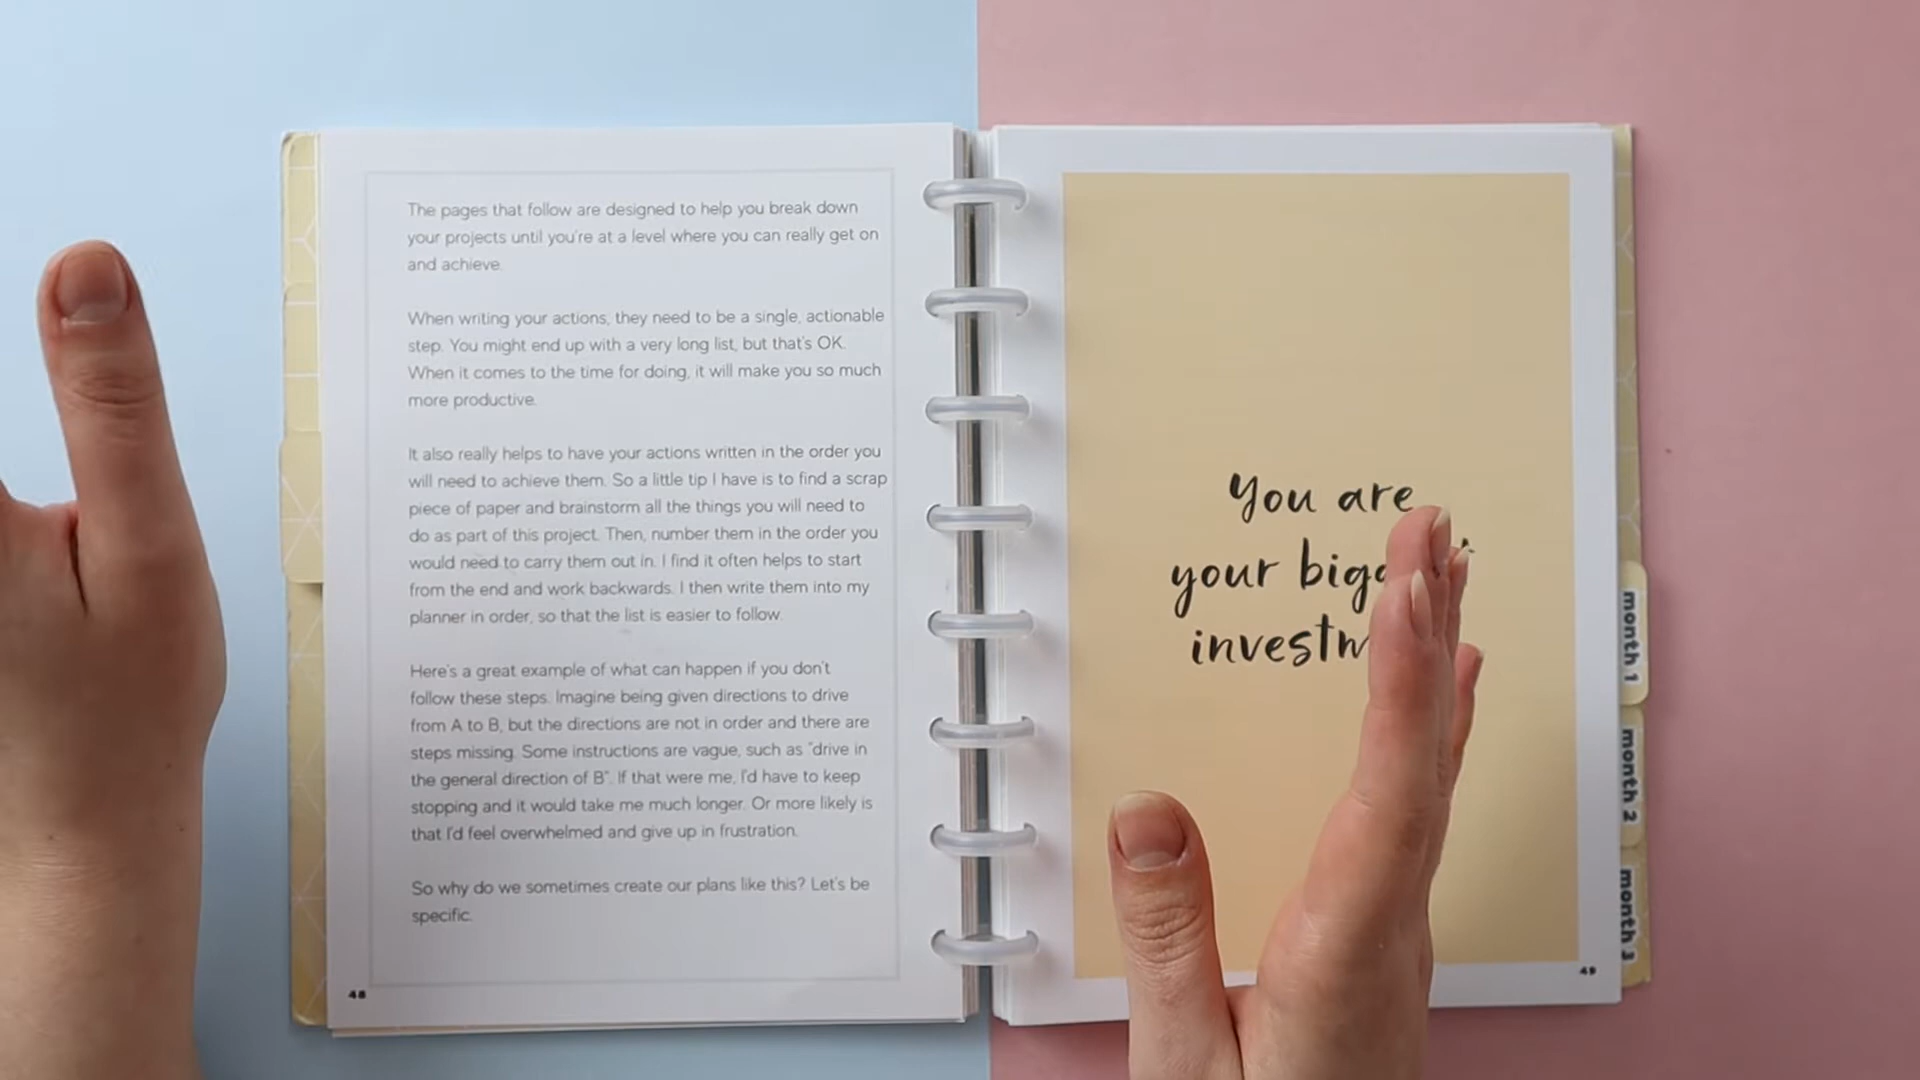 The pages that follow are designed to help you break down
your projects until you're at a level where you can really get on
and achieve.
When writing your actions, they need to be a single, actionable
step. You might end up with a very long list, but that's OK.
When it comes to the time for doing, it will make you so much
more productive.
It also really helps to have your actions written in the order you
will need to achieve them. So a little tip I have is to find a scrap
piece of paper and brainstorm all the things you will need to
do as part of this project. Then, number them in the order you
would need to carry them out in. I find it often helps to start
from the end and work backwards. I then write them into my
planner in order, so that the list is easier to follow.
Here's a great example of what can happen if you don't
follow these steps. Imagine being given directions to drive
from A to B, but the directions are not in order and there are
steps missing. Some instructions are vague, such as "drive in
the general direction of B". If that were me, I'd have to keep
stopping and it would take me much longer. Or more likely is
that I'd feel overwhelmed and give up in frustration.
So why do we sometimes create our plans like this? Let's be
specific.
48
You are
your
49
month 1
month 2
month 3